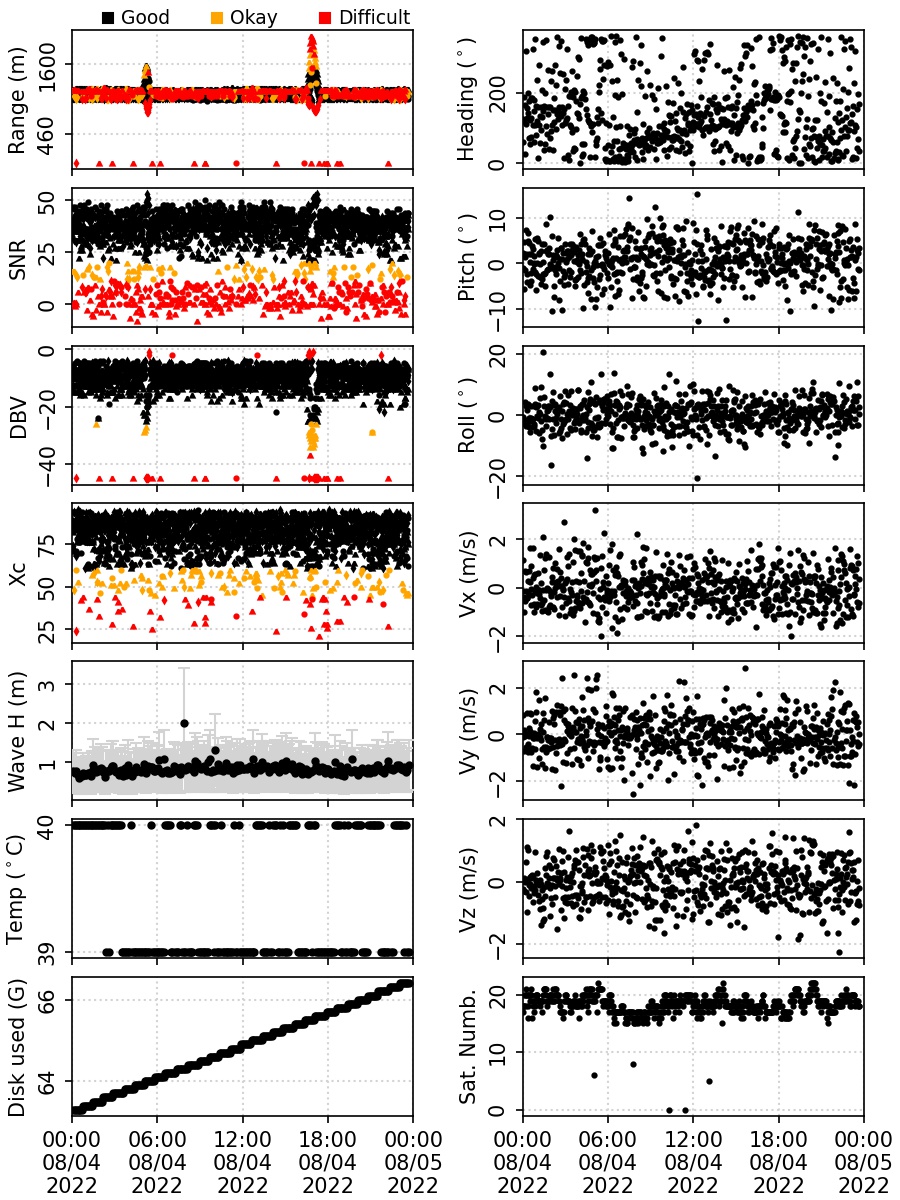 Good Okay Difficult
Range (m)
1600
460
Heading (°)
200
0
SNR
50
25
0
Pitch (°)
10
0
−10
DBV
0
−20
−40
Roll (°)
20
0
−20
Xc
75
50
25
Vx (m/s)
2
0
−2
Wave H (m)
3
2
1
Vy (m/s)
2
0
−2
Temp (°C)
40
39
Vz (m/s)
2
0
−2
Disk used (G)
66
64
Sat. Numb.
20
10
0
00:00 06:00 12:00 18:00 00:00
08/04 08/04 08/04 08/04 08/05
2022 2022 2022 2022 2022
00:00 06:00 12:00 18:00 00:00
08/04 08/04 08/04 08/04 08/05
2022 2022 2022 2022 2022